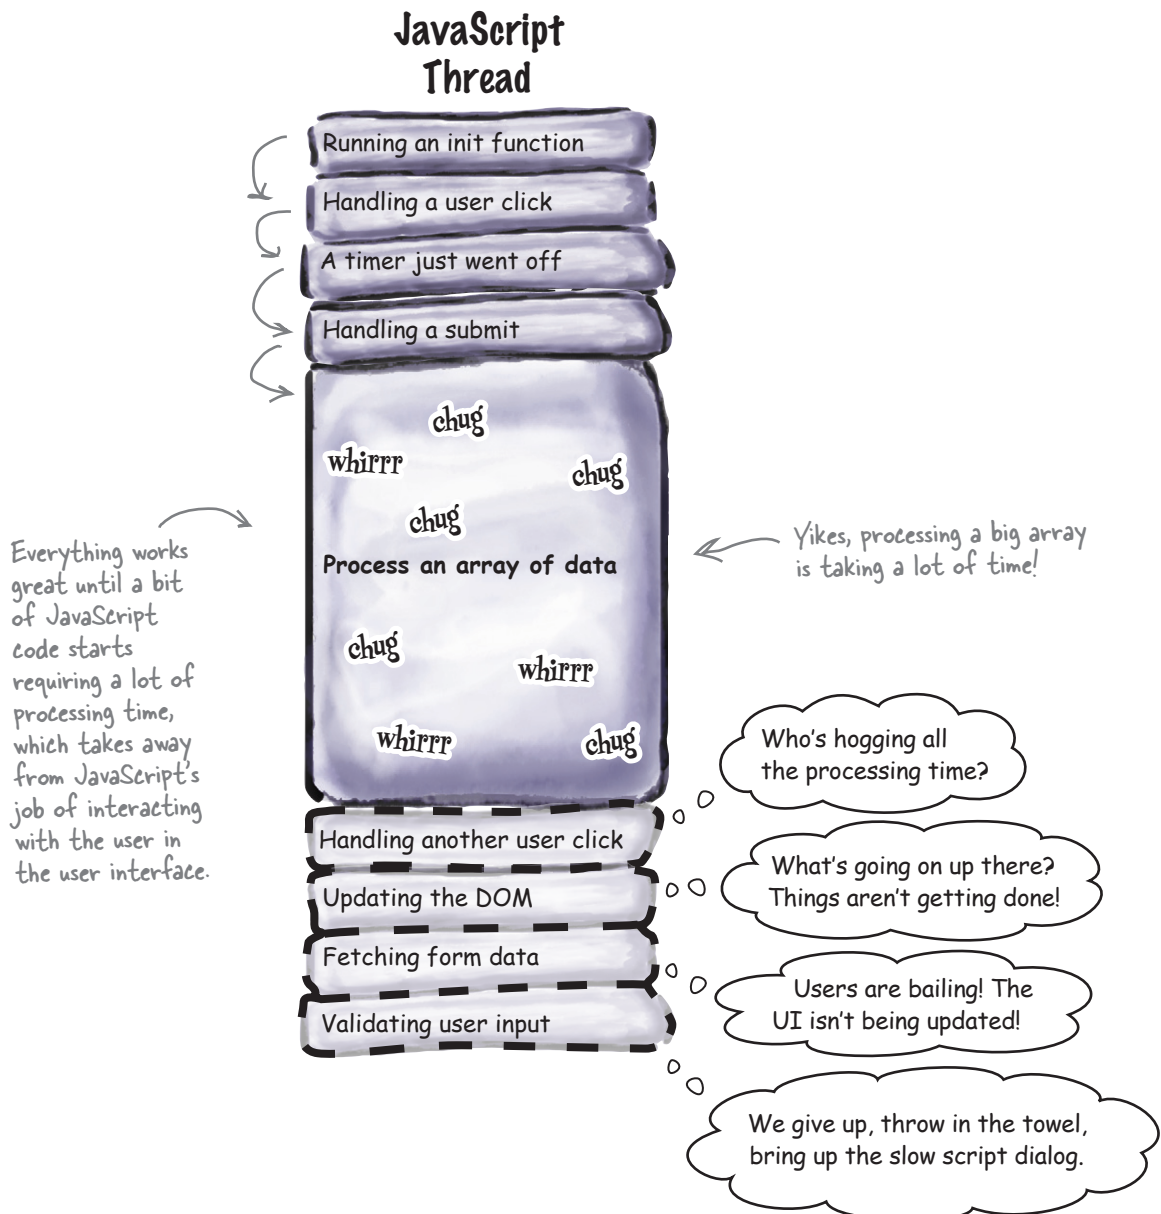 JavaScript
Thread
Running an init function
Handling a user click
A timer just went off
Handling a submit
chug
whirrr
chug
chug
Process an array of data
chug
whirrr
whirrr
chug
Everything works
great until a bit
of JavaScript
code starts
requiring a lot of
processing time,
which takes away
from JavaScript's
job of interacting
with the user in
the user interface.
Yikes, processing a big array
is taking a lot of time!
Handling another user click
Updating the DOM
Fetching form data
Validating user input
Who's hogging all
the processing time?
What's going on up there?
Things aren't getting done!
Users are bailing! The
UI isn't being updated!
We give up, throw in the towel,
bring up the slow script dialog.